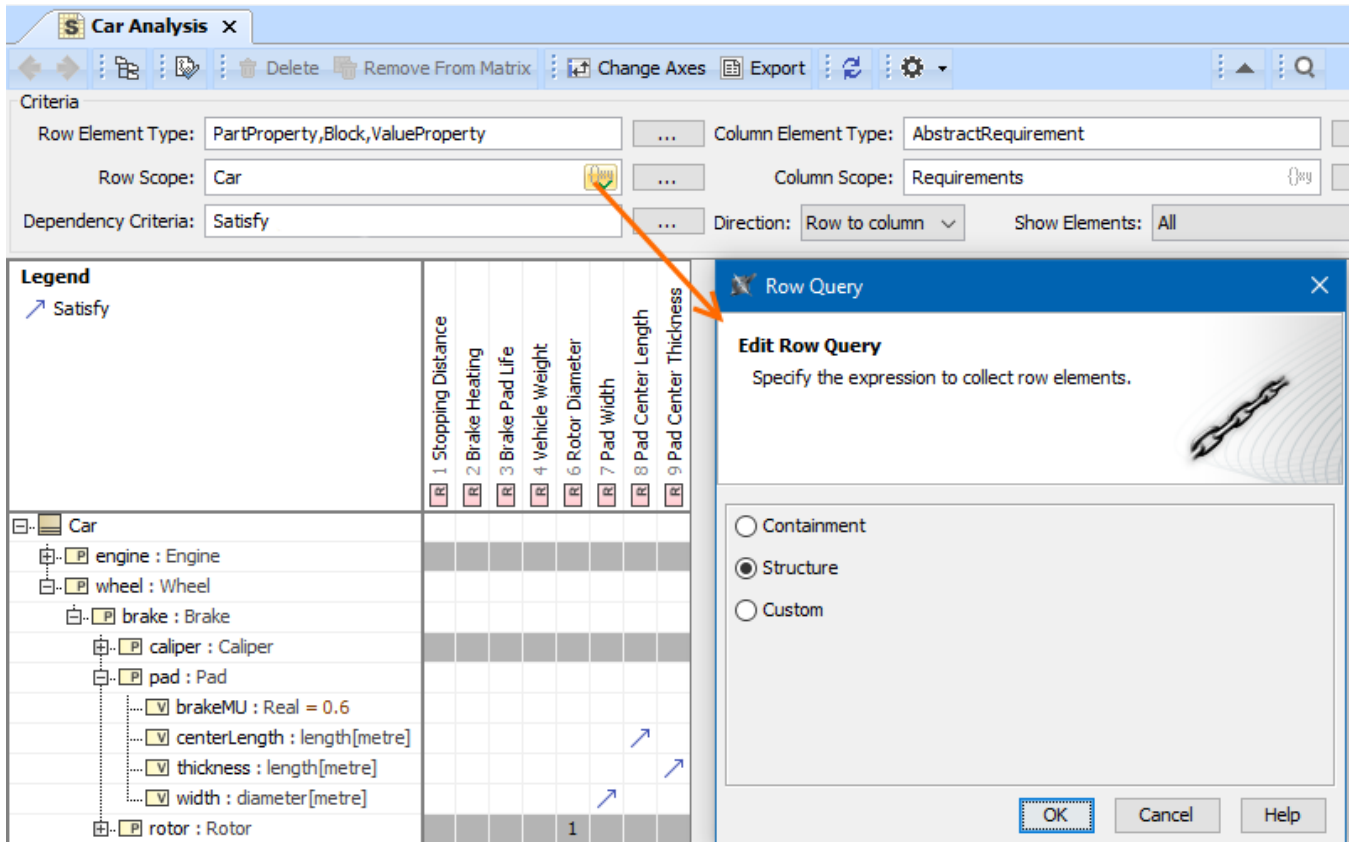 S Car Analysis X
Delete Remove From Matrix Change Axes Export
Criteria
Row Element Type: PartProperty,Block,ValueProperty ... Column Element Type: AbstractRequirement
Row Scope: Car {}xy ... Column Scope: Requirements {}xy
Dependency Criteria: Satisfy ... Direction: Row to column Show Elements: All
Legend
Satisfy
R 1 Stopping Distance
R 2 Brake Heating
R 3 Brake Pad Life
R 4 Vehicle Weight
R 6 Rotor Diameter
R 7 Pad Width
R 8 Pad Center Length
R 9 Pad Center Thickness
Car
P engine : Engine
P wheel : Wheel
P brake : Brake
P caliper : Caliper
P pad : Pad
V brakeMU : Real = 0.6
V centerLength : length[metre]
V thickness : length[metre]
V width : diameter[metre]
P rotor : Rotor 1
Row Query
Edit Row Query
Specify the expression to collect row elements.
Containment
Structure
Custom
OK Cancel Help